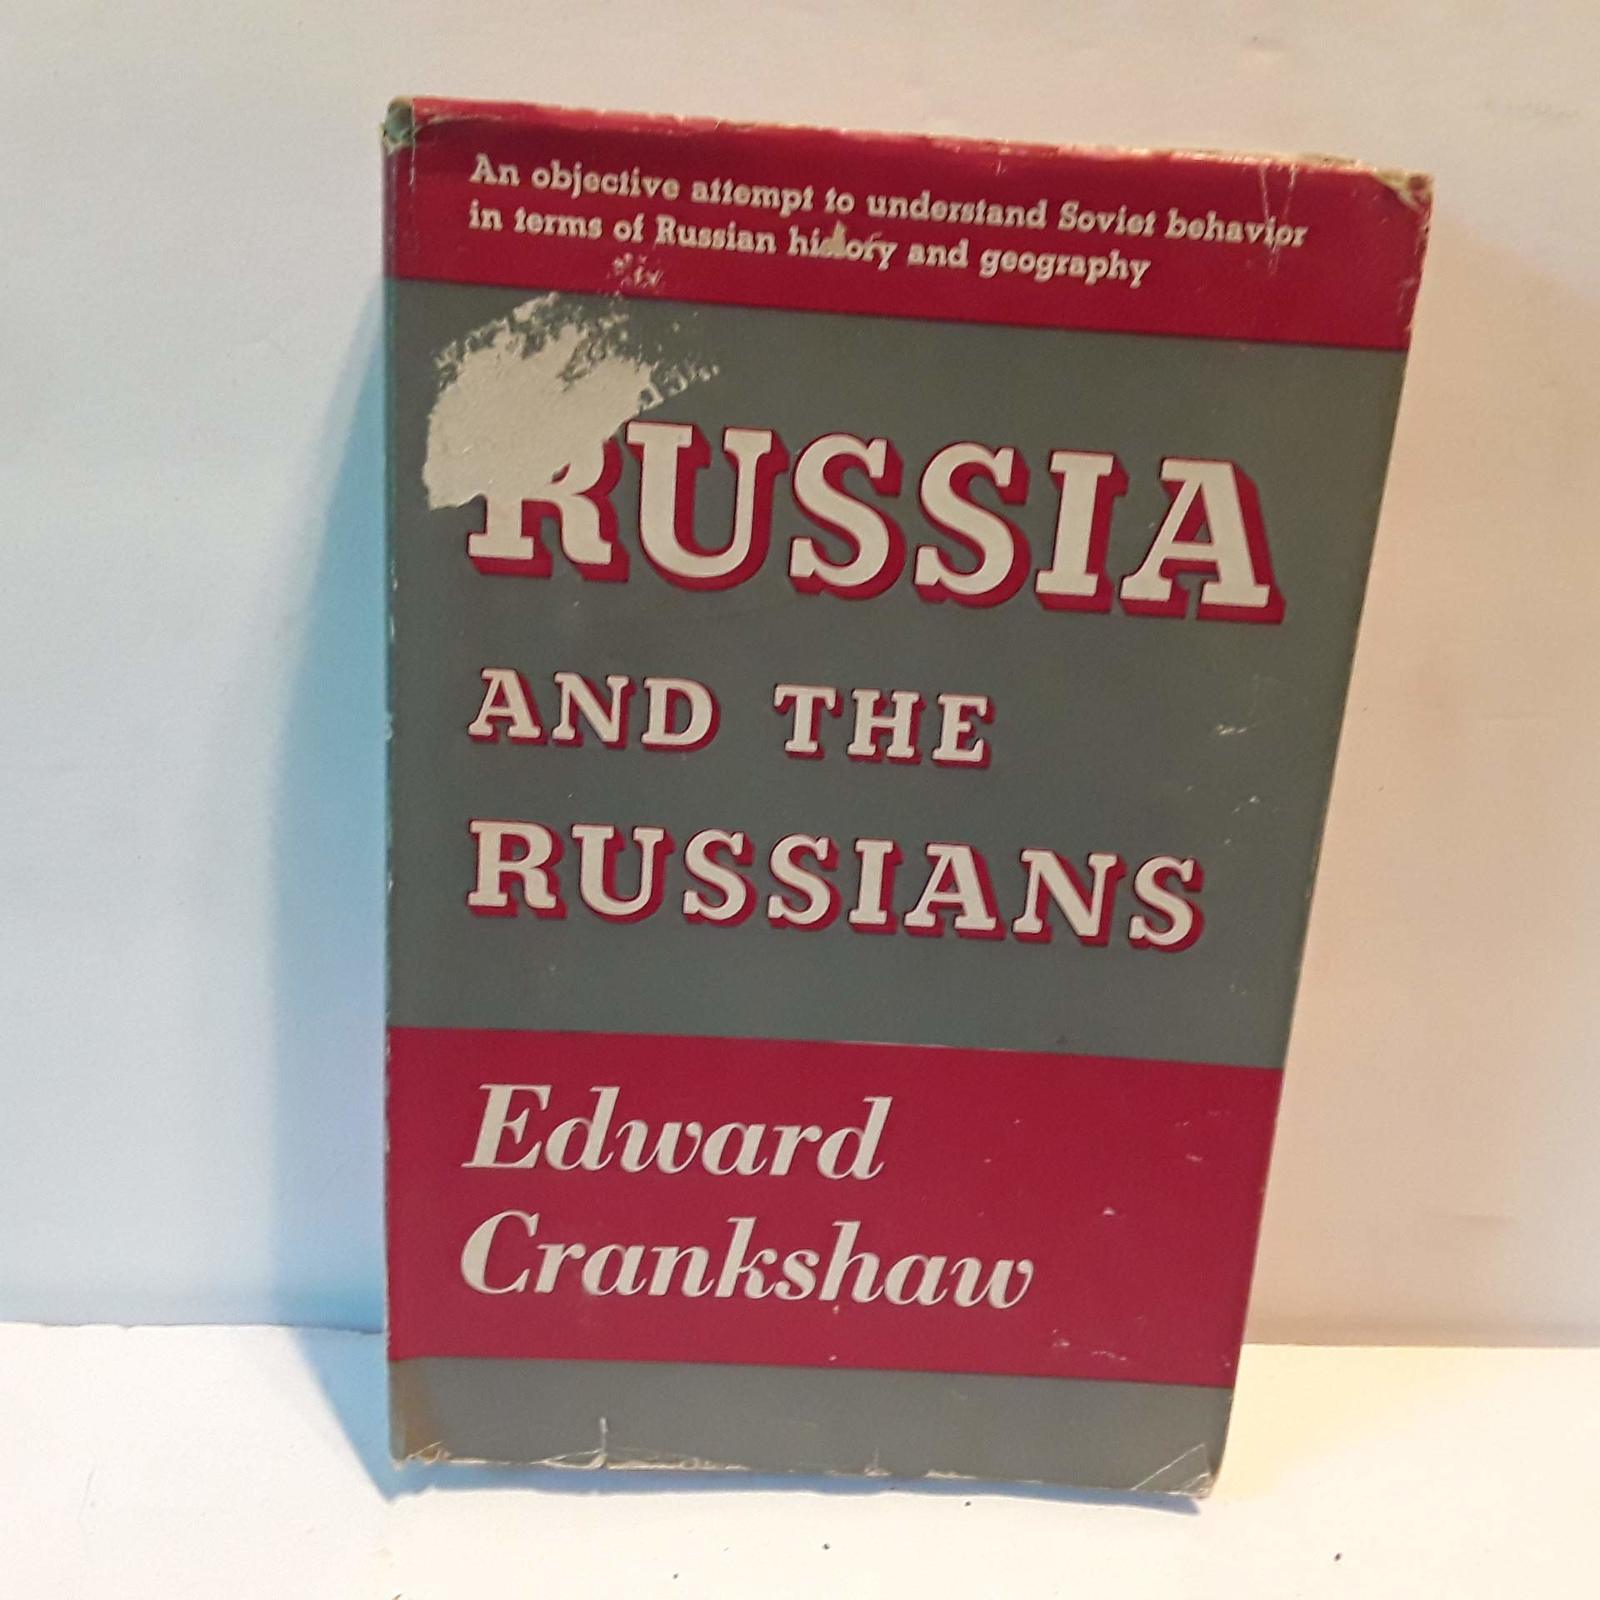 An objective attempt to understand Soviet behavior
in terms of Russian history and geography
RUSSIA
AND THE
RUSSIANS
Edward
Crankshaw